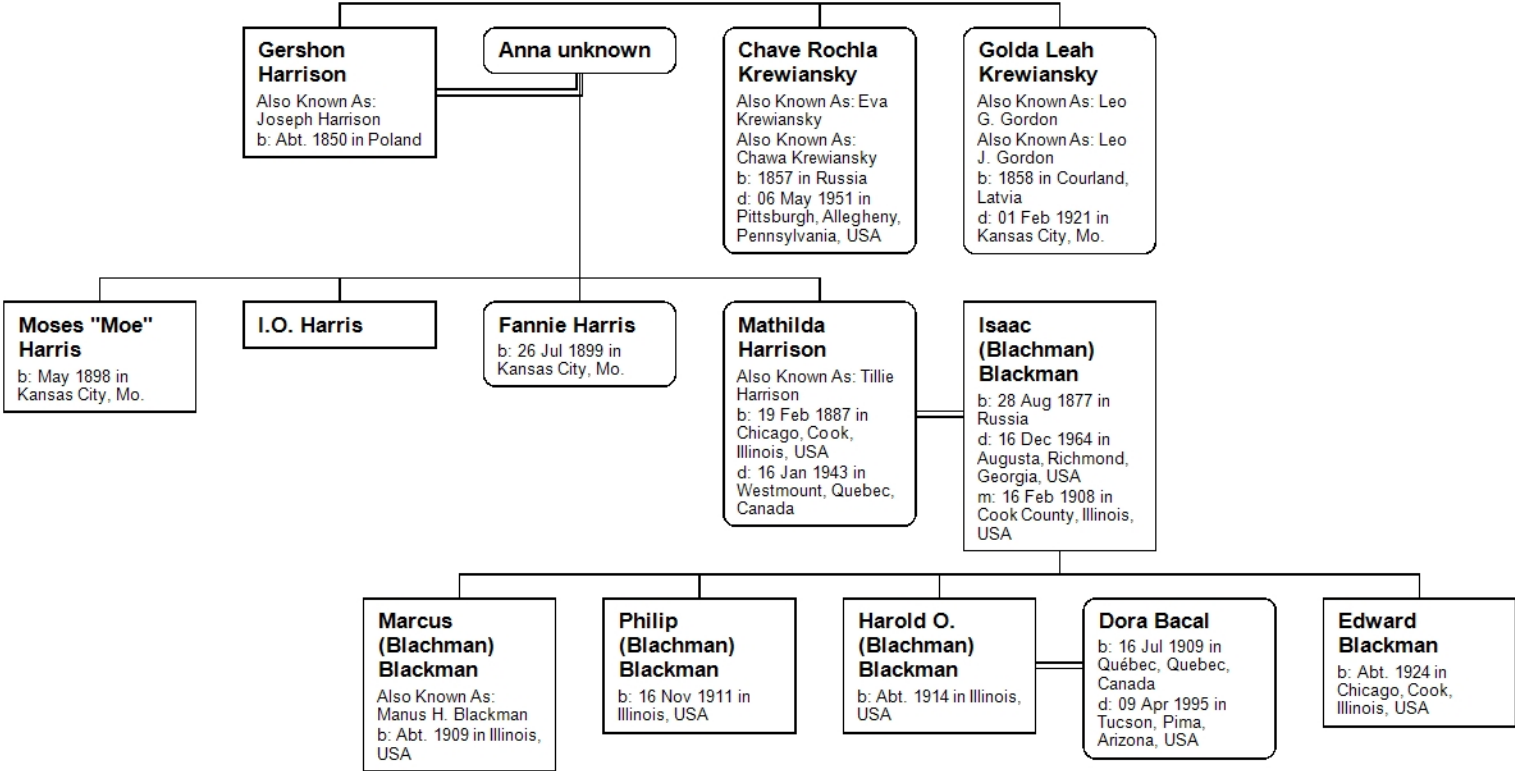 Gershon
Harrison
Also Known As:
Joseph Harrison
b: Abt. 1850 in Poland
Anna unknown
Chave Rochla
Krewiansky
Also Known As: Eva
Krewiansky
Also Known As:
Chawa Krewiansky
b: 1857 in Russia
d: 06 May 1951 in
Pittsburgh, Allegheny,
Pennsylvania, USA
Golda Leah
Krewiansky
Also Known As: Leo
G. Gordon
Also Known As: Leo
J. Gordon
b: 1858 in Courland,
Latvia
d: 01 Feb 1921 in
Kansas City, Mo.
Moses "Moe"
Harris
b: May 1898 in
Kansas City, Mo.
I.O. Harris
Fannie Harris
b: 26 Jul 1899 in
Kansas City, Mo.
Mathilda
Harrison
Also Known As: Tillie
Harrison
b: 19 Feb 1887 in
Chicago, Cook,
Illinois, USA
d: 16 Jan 1943 in
Westmount, Quebec,
Canada
Isaac
(Blachman)
Blackman
b: 28 Aug 1877 in
Russia
d: 16 Dec 1964 in
Augusta, Richmond,
Georgia, USA
m: 16 Feb 1908 in
Cook County, Illinois,
USA
Marcus
(Blachman)
Blackman
Also Known As:
Manus H. Blackman
b: Abt. 1909 in Illinois,
USA
Philip
(Blachman)
Blackman
b: 16 Nov 1911 in
Illinois, USA
Harold O.
(Blachman)
Blackman
b: Abt. 1914 in Illinois,
USA
Dora Bacal
b: 16 Jul 1909 in
Québec, Quebec,
Canada
d: 09 Apr 1995 in
Tucson, Pima,
Arizona, USA
Edward
Blackman
b: Abt. 1924 in
Chicago, Cook,
Illinois, USA